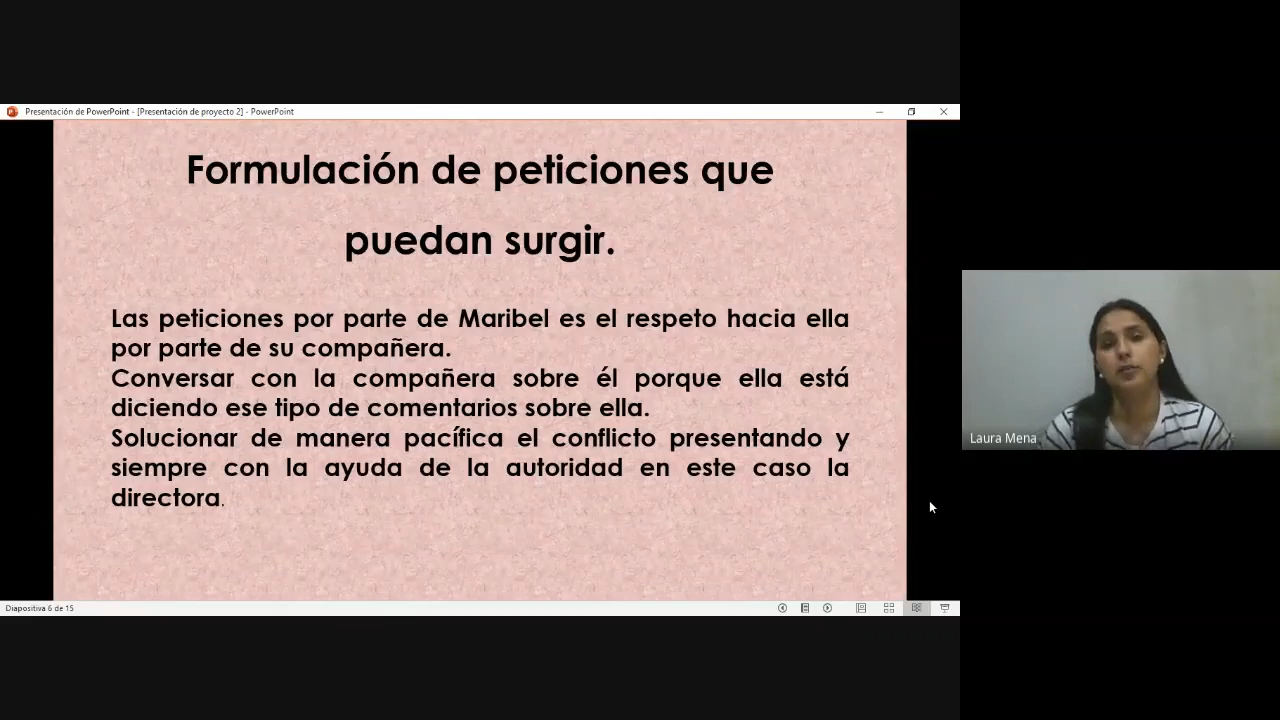 Presentación de PowerPoint - [Presentación de proyecto 2] - PowerPoint
Formulación de peticiones que
puedan surgir.
Las peticiones por parte de Maribel es el respeto hacia ella
por parte de su compañera.
Conversar con la compañera sobre él porque ella está
diciendo ese tipo de comentarios sobre ella.
Solucionar de manera pacífica el conflicto presentando y
siempre con la ayuda de la autoridad en este caso la
directora.
Laura Mena
Diapositiva 6 de 15